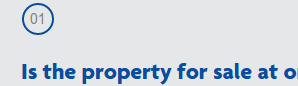 01
Is the property for sale at